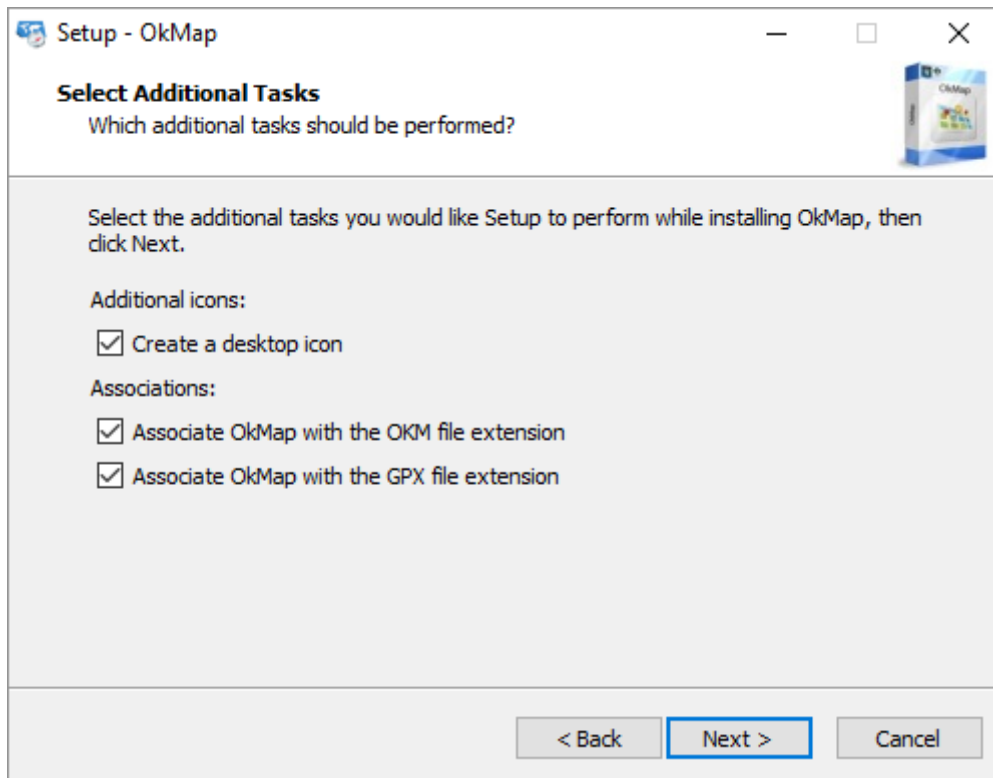 Setup - OkMap
Select Additional Tasks
Which additional tasks should be performed?
OkMap
Select the additional tasks you would like Setup to perform while installing OkMap, then
click Next.
Additional icons:
Create a desktop icon
Associations:
Associate OkMap with the OKM file extension
Associate OkMap with the GPX file extension
< Back
Next >
Cancel